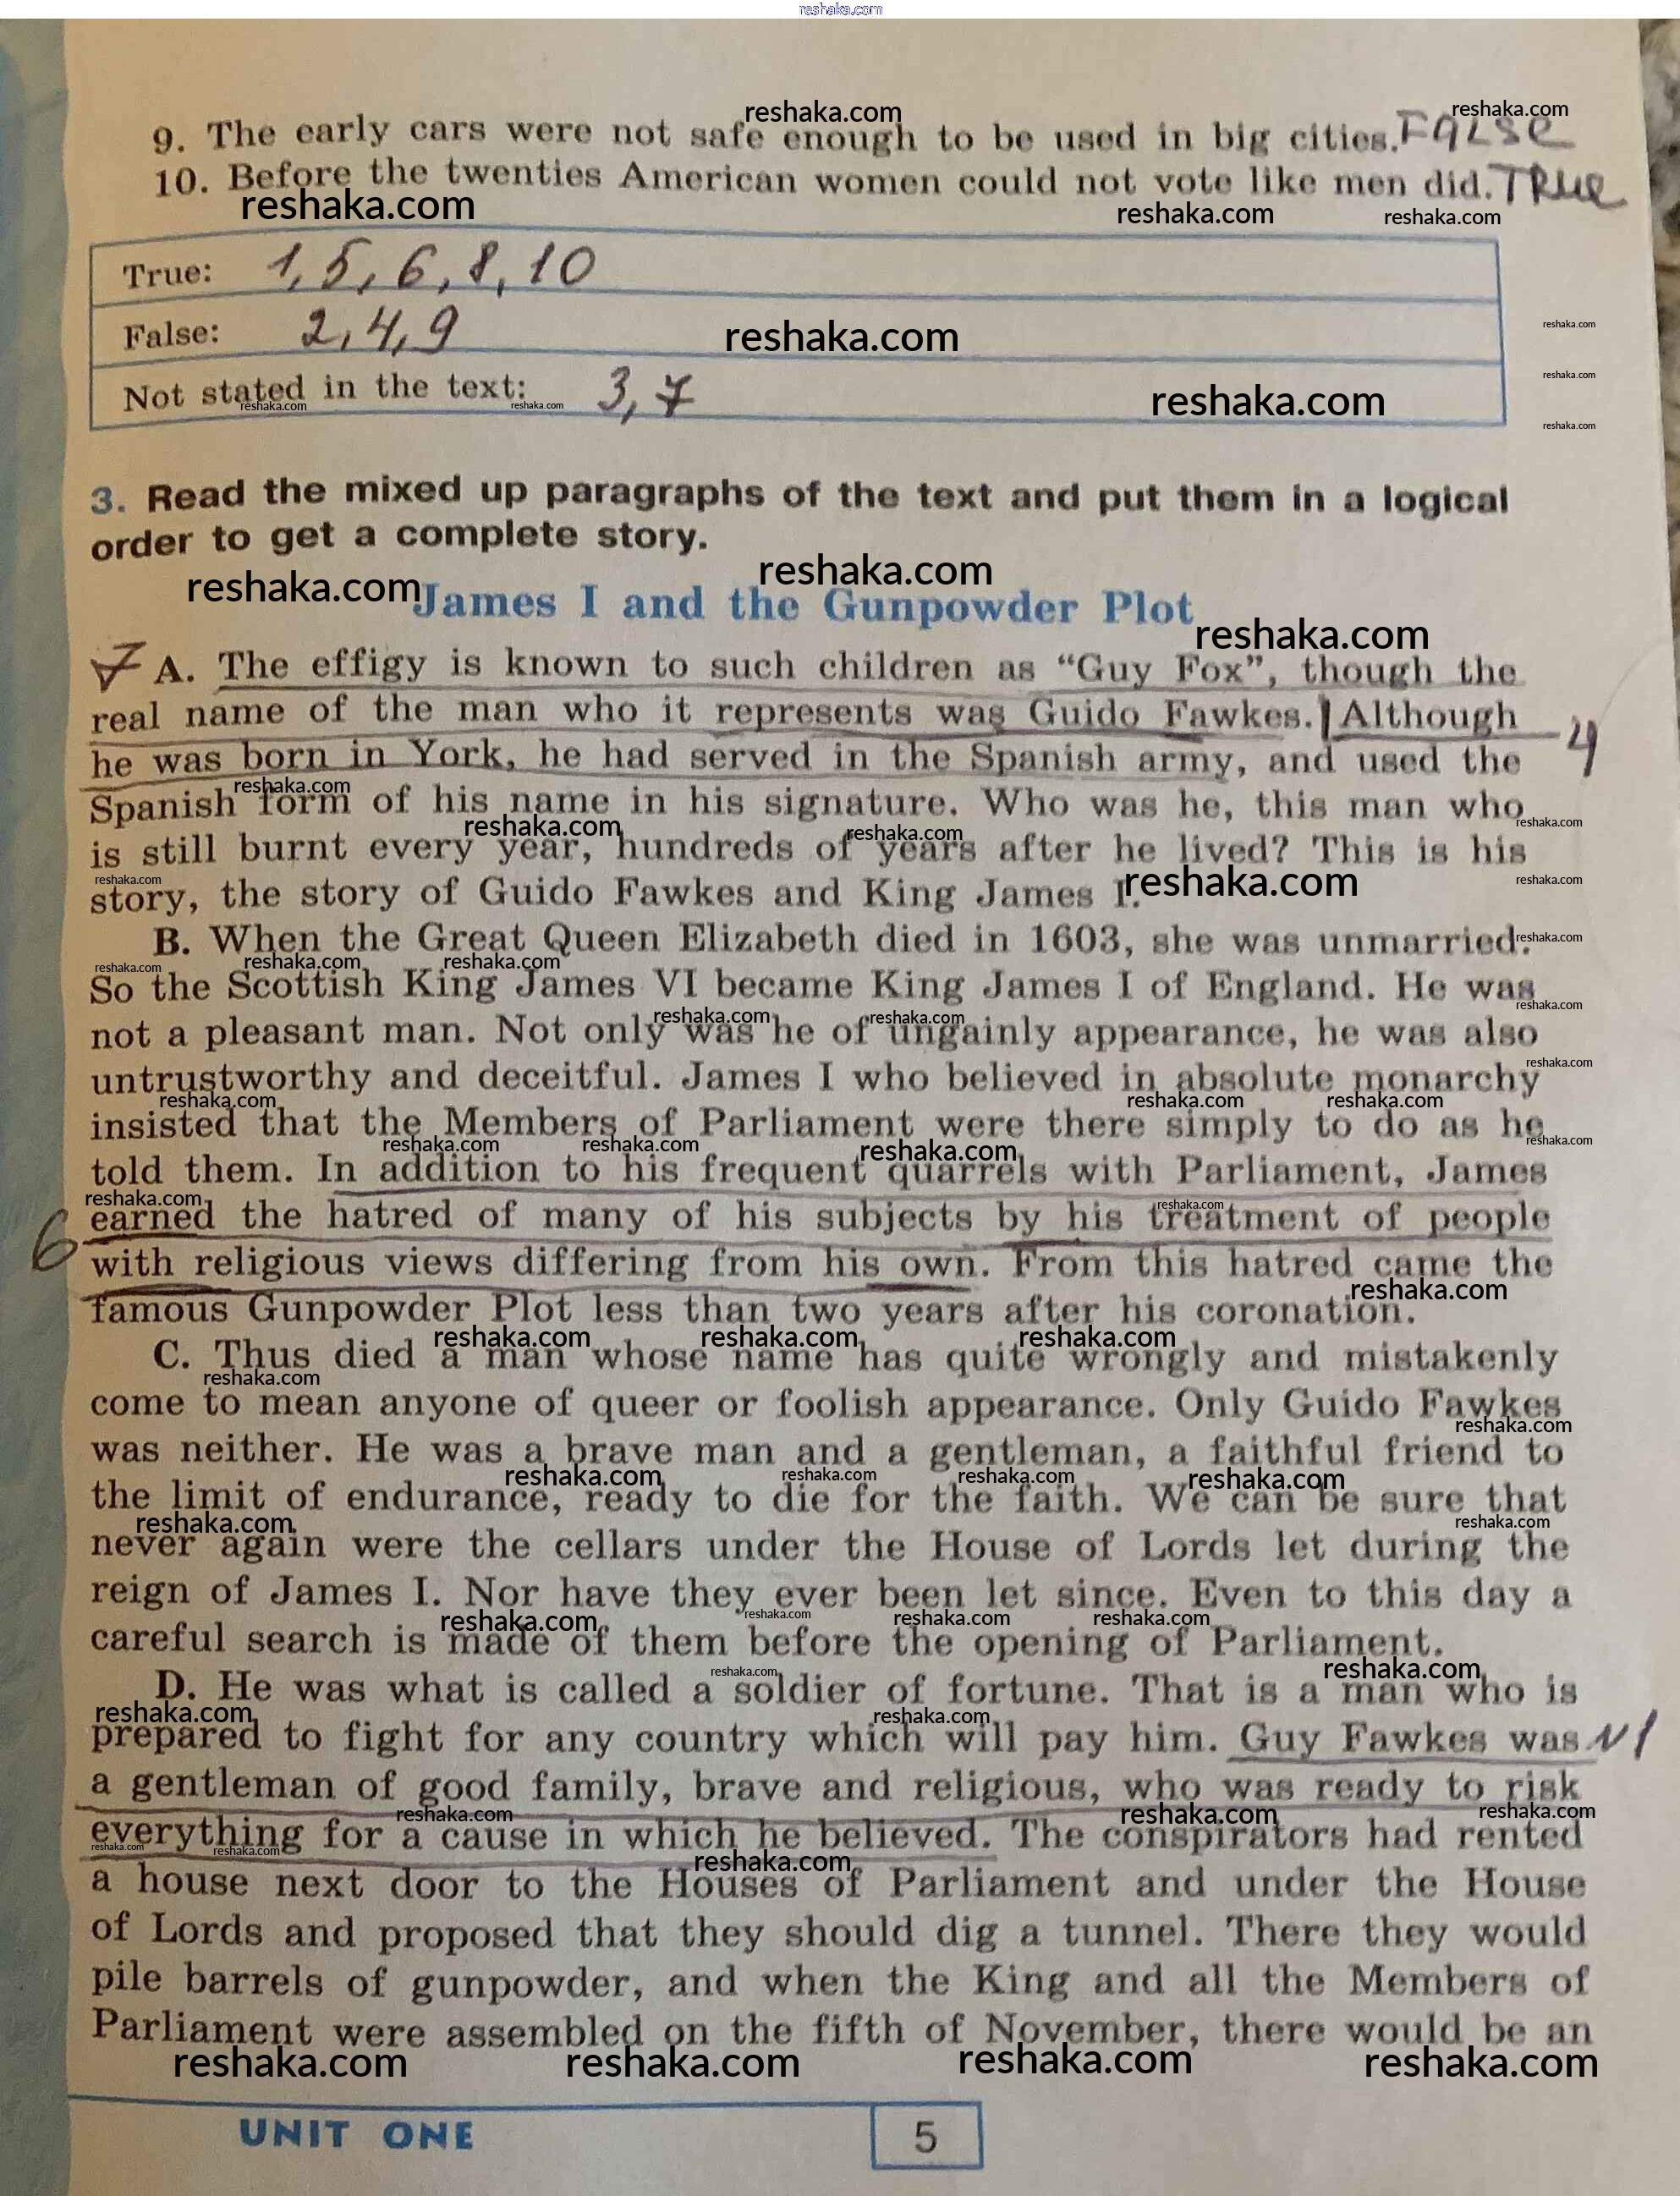 reshaka.com
9. The early cars were not safe enough to be used in big cities. FALSE
10. Before the twenties American women could not vote like men did. TRUE
True: 1, 5, 6, 8, 10
False: 2, 4, 9
Not stated in the text: 3, 7
3. Read the mixed up paragraphs of the text and put them in a logical
order to get a complete story.
James I and the Gunpowder Plot
7 A. The effigy is known to such children as “Guy Fox”, though the
real name of the man who it represents was Guido Fawkes. Although 4
he was born in York, he had served in the Spanish army, and used the
Spanish form of his name in his signature. Who was he, this man who
is still burnt every year, hundreds of years after he lived? This is his
story, the story of Guido Fawkes and King James I.
B. When the Great Queen Elizabeth died in 1603, she was unmarried.
So the Scottish King James VI became King James I of England. He was
not a pleasant man. Not only was he of ungainly appearance, he was also
untrustworthy and deceitful. James I who believed in absolute monarchy
insisted that the Members of Parliament were there simply to do as he
told them. In addition to his frequent quarrels with Parliament, James
6 earned the hatred of many of his subjects by his treatment of people
with religious views differing from his own. From this hatred came the
famous Gunpowder Plot less than two years after his coronation.
C. Thus died a man whose name has quite wrongly and mistakenly
come to mean anyone of queer or foolish appearance. Only Guido Fawkes
was neither. He was a brave man and a gentleman, a faithful friend to
the limit of endurance, ready to die for the faith. We can be sure that
never again were the cellars under the House of Lords let during the
reign of James I. Nor have they ever been let since. Even to this day a
careful search is made of them before the opening of Parliament.
D. He was what is called a soldier of fortune. That is a man who is
prepared to fight for any country which will pay him. Guy Fawkes was N1
a gentleman of good family, brave and religious, who was ready to risk
everything for a cause in which he believed. The conspirators had rented
a house next door to the Houses of Parliament and under the House
of Lords and proposed that they should dig a tunnel. There they would
pile barrels of gunpowder, and when the King and all the Members of
Parliament were assembled on the fifth of November, there would be an
reshaka.com reshaka.com reshaka.com reshaka.com
UNIT ONE 5